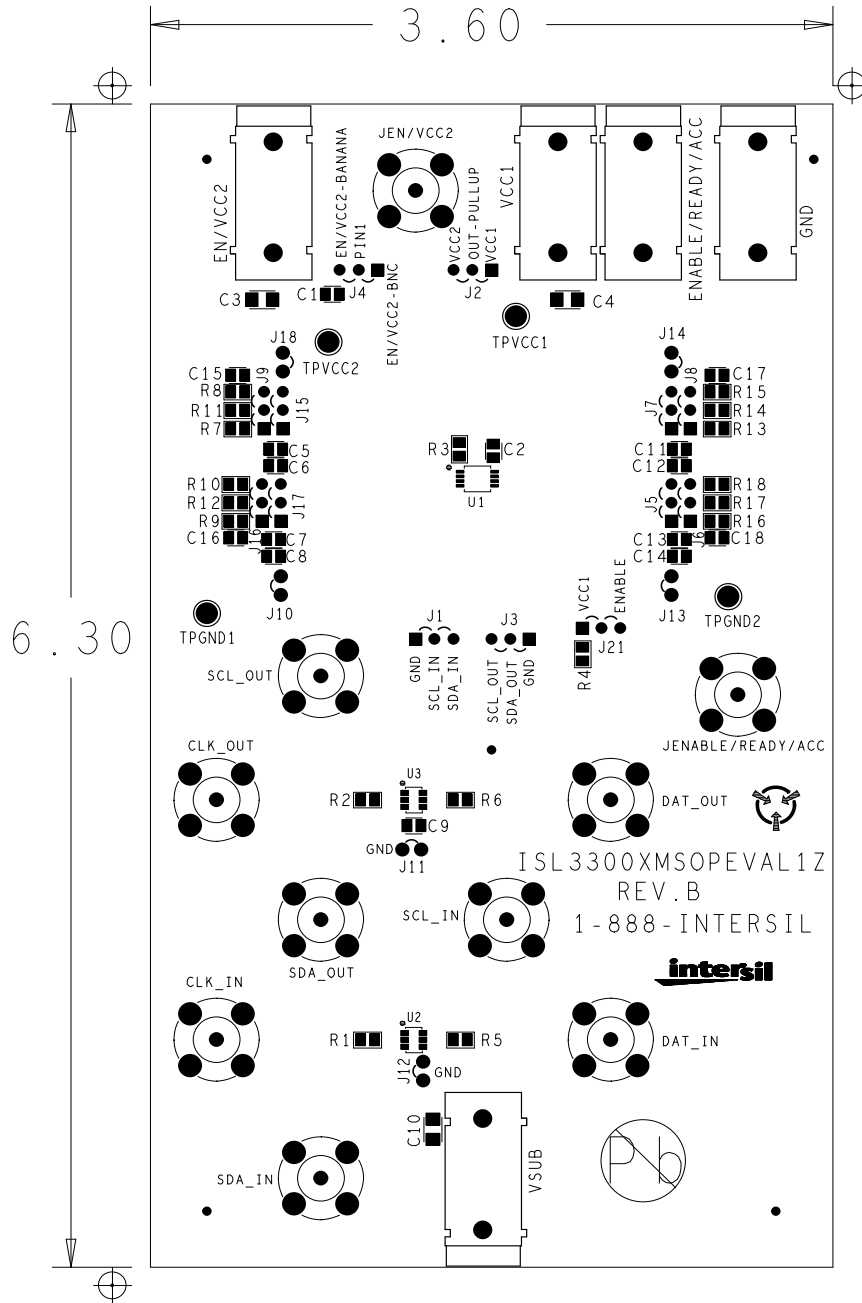 3.60
6.30
JEN/VCC2
EN/VCC2
EN/VCC2-BANANA
PIN1
EN/VCC2-BNC
VCC2
OUT-PULLUP
VCC1
VCC1
ENABLE/READY/ACC
GND
C3
C1
J4
J2
C4
TPVCC2
TPVCC1
J18
J14
C15
J9
J8
C17
R8
R15
R11
J15
J7
R14
R7
R13
C5
R3
C2
C11
C6
C12
U1
R10
R18
R12
J17
J5
R17
R9
R16
C16
J16
C7
C13
J6
C18
C8
C14
J10
J13
TPGND1
TPGND2
VCC1
ENABLE
J1
J3
J21
GND
SCL_IN
SDA_IN
SCL_OUT
SDA_OUT
GND
R4
SCL_OUT
JENABLE/READY/ACC
CLK_OUT
U3
R2
R6
DAT_OUT
C9
GND
J11
ISL3300XMSOPEVAL1Z
REV.B
1-888-INTERSIL
SCL_IN
SDA_OUT
intersil
CLK_IN
U2
R1
R5
DAT_IN
J12
GND
C10
VSUB
SDA_IN
Pb